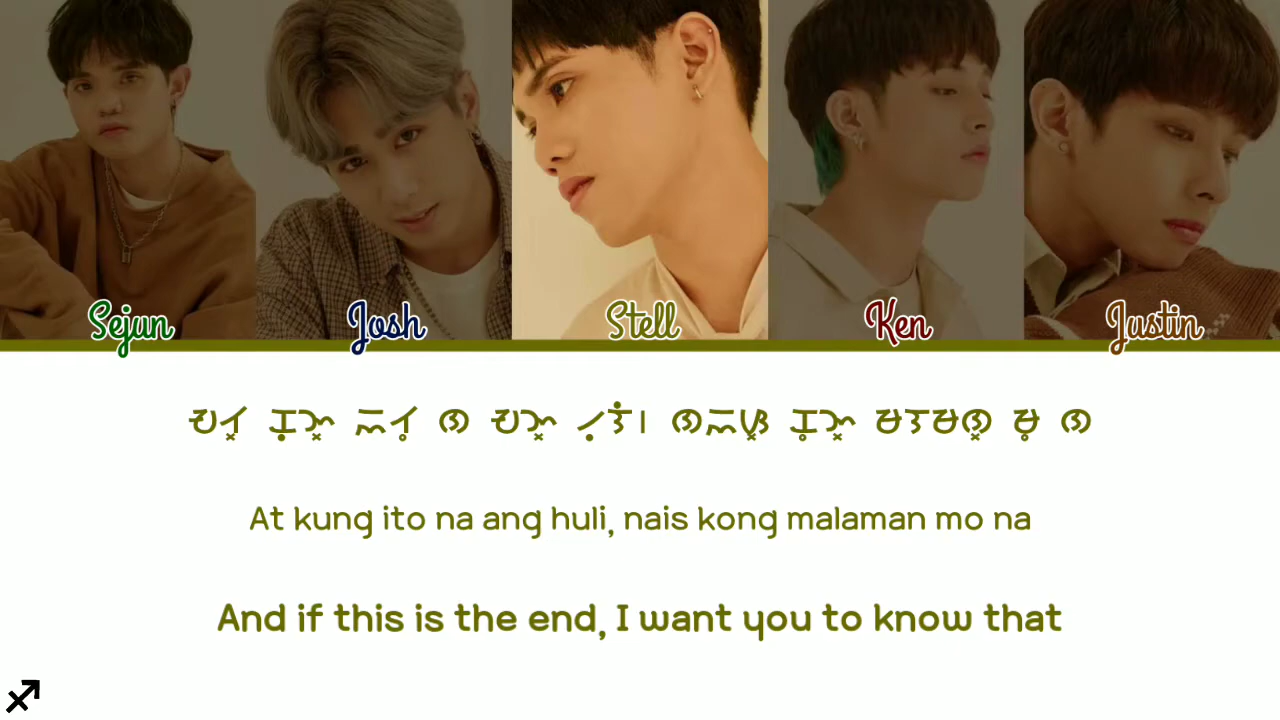 Sejun
Josh
Stell
Ken
Justin
ᜀᜆ᜔ ᜃᜓᜅ᜔ ᜁᜆᜓ ᜈ ᜀᜅ᜔ ᜑᜓᜎᜒ᜵ ᜈᜁᜐ᜔ ᜃᜓᜅ᜔ ᜋᜎᜋᜈ᜔ ᜋᜓ ᜈ
At kung ito na ang huli, nais kong malaman mo na
And if this is the end, I want you to know that